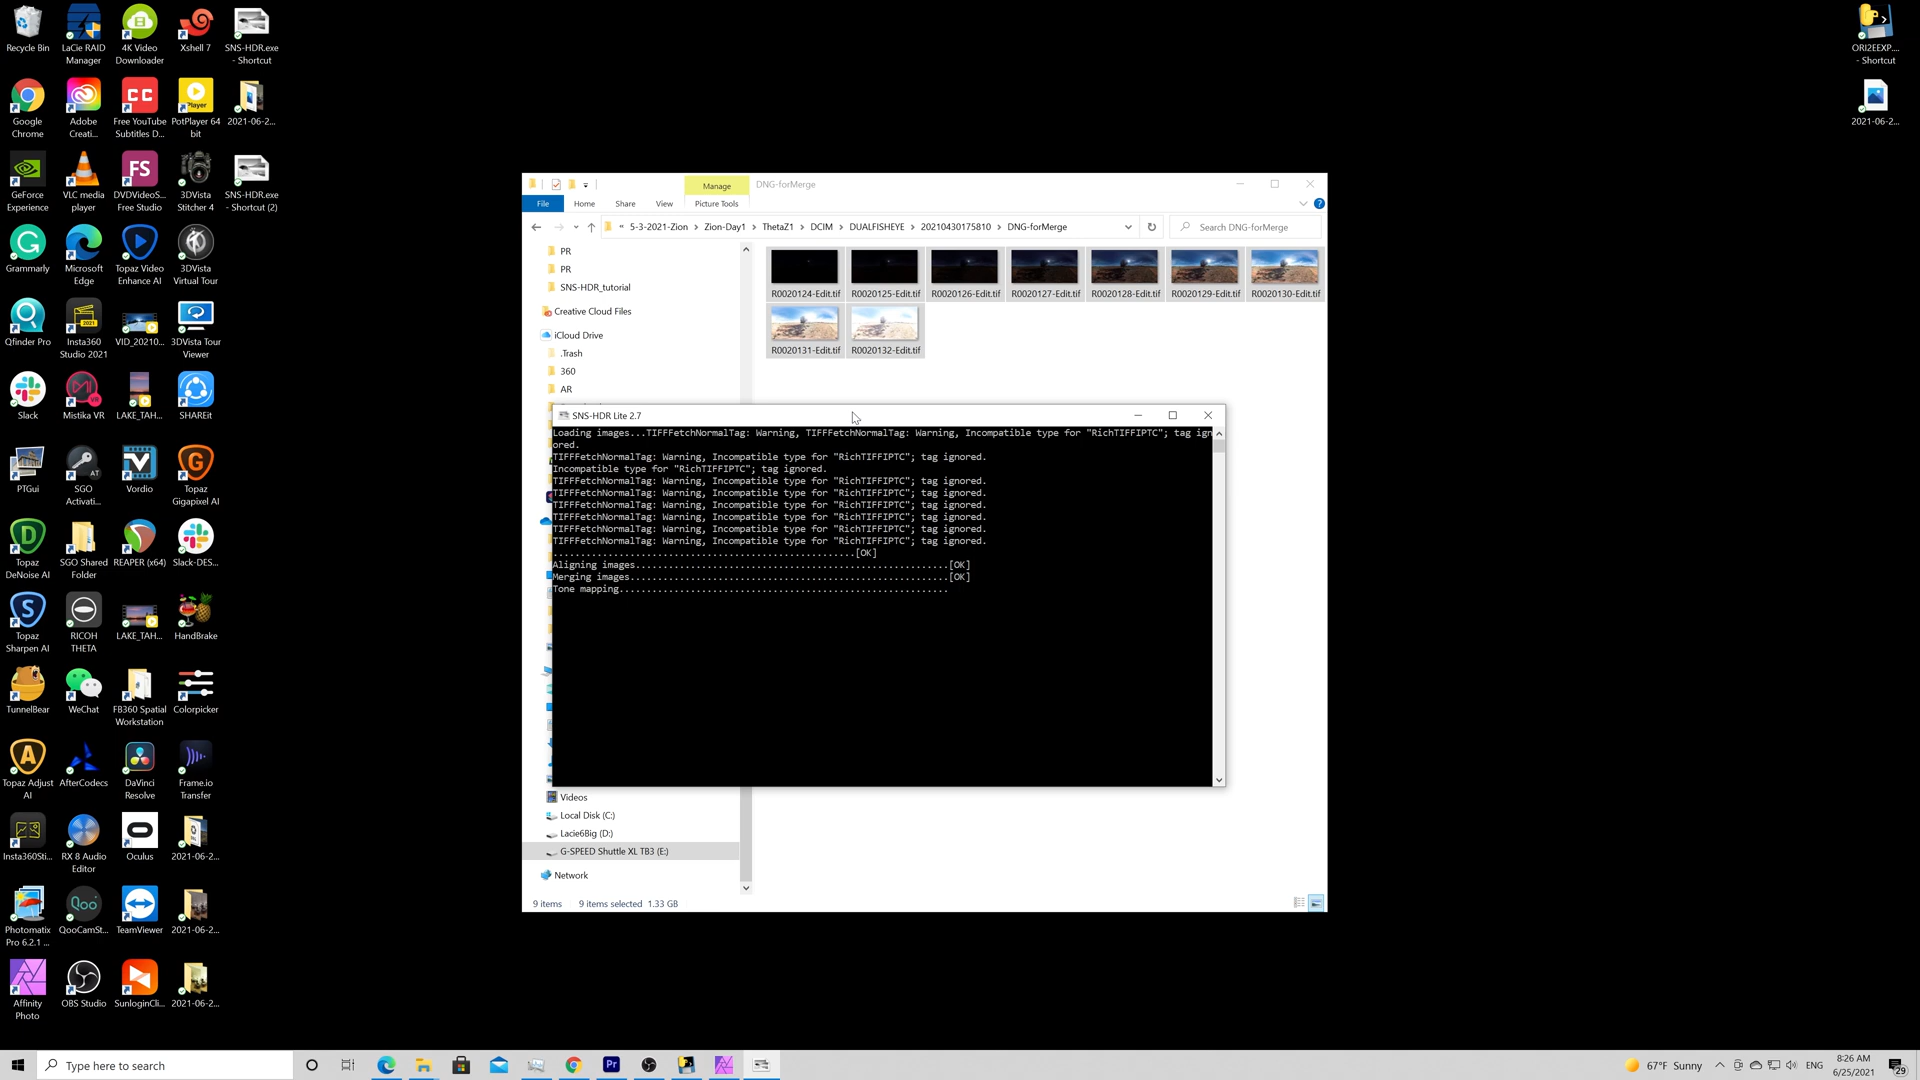 Recycle Bin
LaCie RAID
Manager
4K Video
Downloader
Xshell 7
SNS-HDR.exe
- Shortcut
Google
Chrome
Adobe
Creati...
Free YouTube
Subtitles D...
PotPlayer 64
bit
2021-06-2...
GeForce
Experience
VLC media
player
DVDVideoS...
Free Studio
3DVista
Stitcher 4
SNS-HDR.exe
- Shortcut (2)
Grammarly
Microsoft
Edge
Topaz Video
Enhance AI
3DVista
Virtual Tour
Qfinder Pro
Insta360
Studio 2021
VID_20210...
3DVista Tour
Viewer
Slack
Mistika VR
LAKE_TAH...
SHAREit
PTGui
SGO
Activati...
Vordio
Topaz
Gigapixel AI
Topaz
DeNoise AI
SGO Shared
Folder
REAPER (x64)
Slack-DES...
Topaz
Sharpen AI
RICOH
THETA
LAKE_TAH...
HandBrake
TunnelBear
WeChat
FB360 Spatial
Workstation
Colorpicker
Topaz Adjust
AI
AfterCodecs
DaVinci
Resolve
Frame.io
Transfer
Insta360Sti...
RX 8 Audio
Editor
Oculus
2021-06-2...
Photomatix
Pro 6.2.1 ...
QooCamSt...
TeamViewer
2021-06-2...
Affinity
Photo
OBS Studio
SunloginCli...
2021-06-2...
ORI2EEXP....
- Shortcut
2021-06-2...
Manage
DNG-forMerge
File
Home
Share
View
Picture Tools
« 5-3-2021-Zion > Zion-Day1 > ThetaZ1 > DCIM > DUALFISHEYE > 20210430175810 > DNG-forMerge
Search DNG-forMerge
PR
PR
SNS-HDR_tutorial
Creative Cloud Files
iCloud Drive
.Trash
360
AR
R0020124-Edit.tif
R0020125-Edit.tif
R0020126-Edit.tif
R0020127-Edit.tif
R0020128-Edit.tif
R0020129-Edit.tif
R0020130-Edit.tif
R0020131-Edit.tif
R0020132-Edit.tif
SNS-HDR Lite 2.7
Loading images...TIFFFetchNormalTag: Warning, TIFFFetchNormalTag: Warning, Incompatible type for "RichTIFFIPTC"; tag ign
ored.
TIFFFetchNormalTag: Warning, Incompatible type for "RichTIFFIPTC"; tag ignored.
Incompatible type for "RichTIFFIPTC"; tag ignored.
TIFFFetchNormalTag: Warning, Incompatible type for "RichTIFFIPTC"; tag ignored.
TIFFFetchNormalTag: Warning, Incompatible type for "RichTIFFIPTC"; tag ignored.
TIFFFetchNormalTag: Warning, Incompatible type for "RichTIFFIPTC"; tag ignored.
TIFFFetchNormalTag: Warning, Incompatible type for "RichTIFFIPTC"; tag ignored.
TIFFFetchNormalTag: Warning, Incompatible type for "RichTIFFIPTC"; tag ignored.
TIFFFetchNormalTag: Warning, Incompatible type for "RichTIFFIPTC"; tag ignored.
.......................................................[OK]
Aligning images.........................................................[OK]
Merging images..........................................................[OK]
Tone mapping............................................................
Videos
Local Disk (C:)
Lacie6Big (D:)
G-SPEED Shuttle XL TB3 (E:)
Network
9 items
9 items selected 1.33 GB
Type here to search
67°F Sunny
ENG
8:26 AM
6/25/2021
29